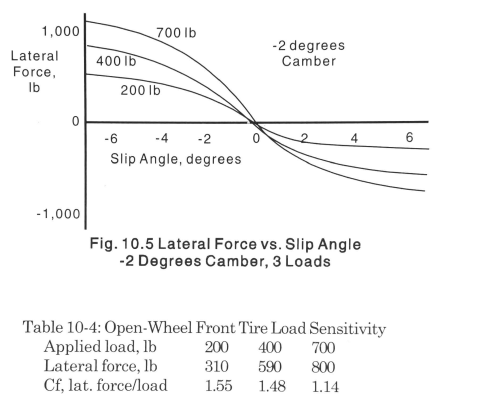 1,000
700 lb
-2 degrees
Camber
Lateral
Force,
lb
400 lb
200 lb
0
-6 -4 -2 0 2 4 6
Slip Angle, degrees
-1,000
Fig. 10.5 Lateral Force vs. Slip Angle
-2 Degrees Camber, 3 Loads
Table 10-4: Open-Wheel Front Tire Load Sensitivity
Applied load, lb 200 400 700
Lateral force, lb 310 590 800
Cf, lat. force/load 1.55 1.48 1.14